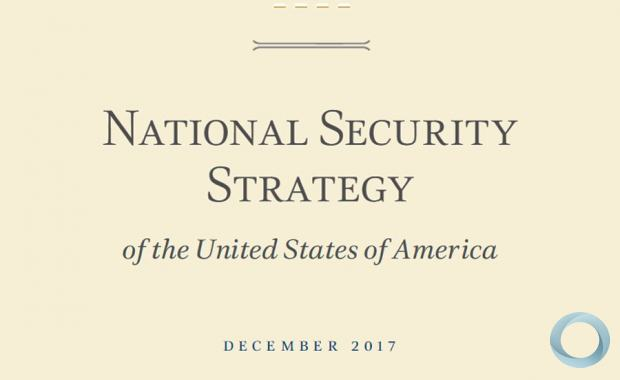 National Security
Strategy
of the United States of America
DECEMBER 2017